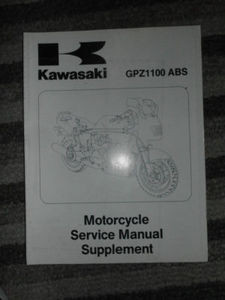 Kawasaki
GPZ1100 ABS
Motorcycle
Service Manual
Supplement